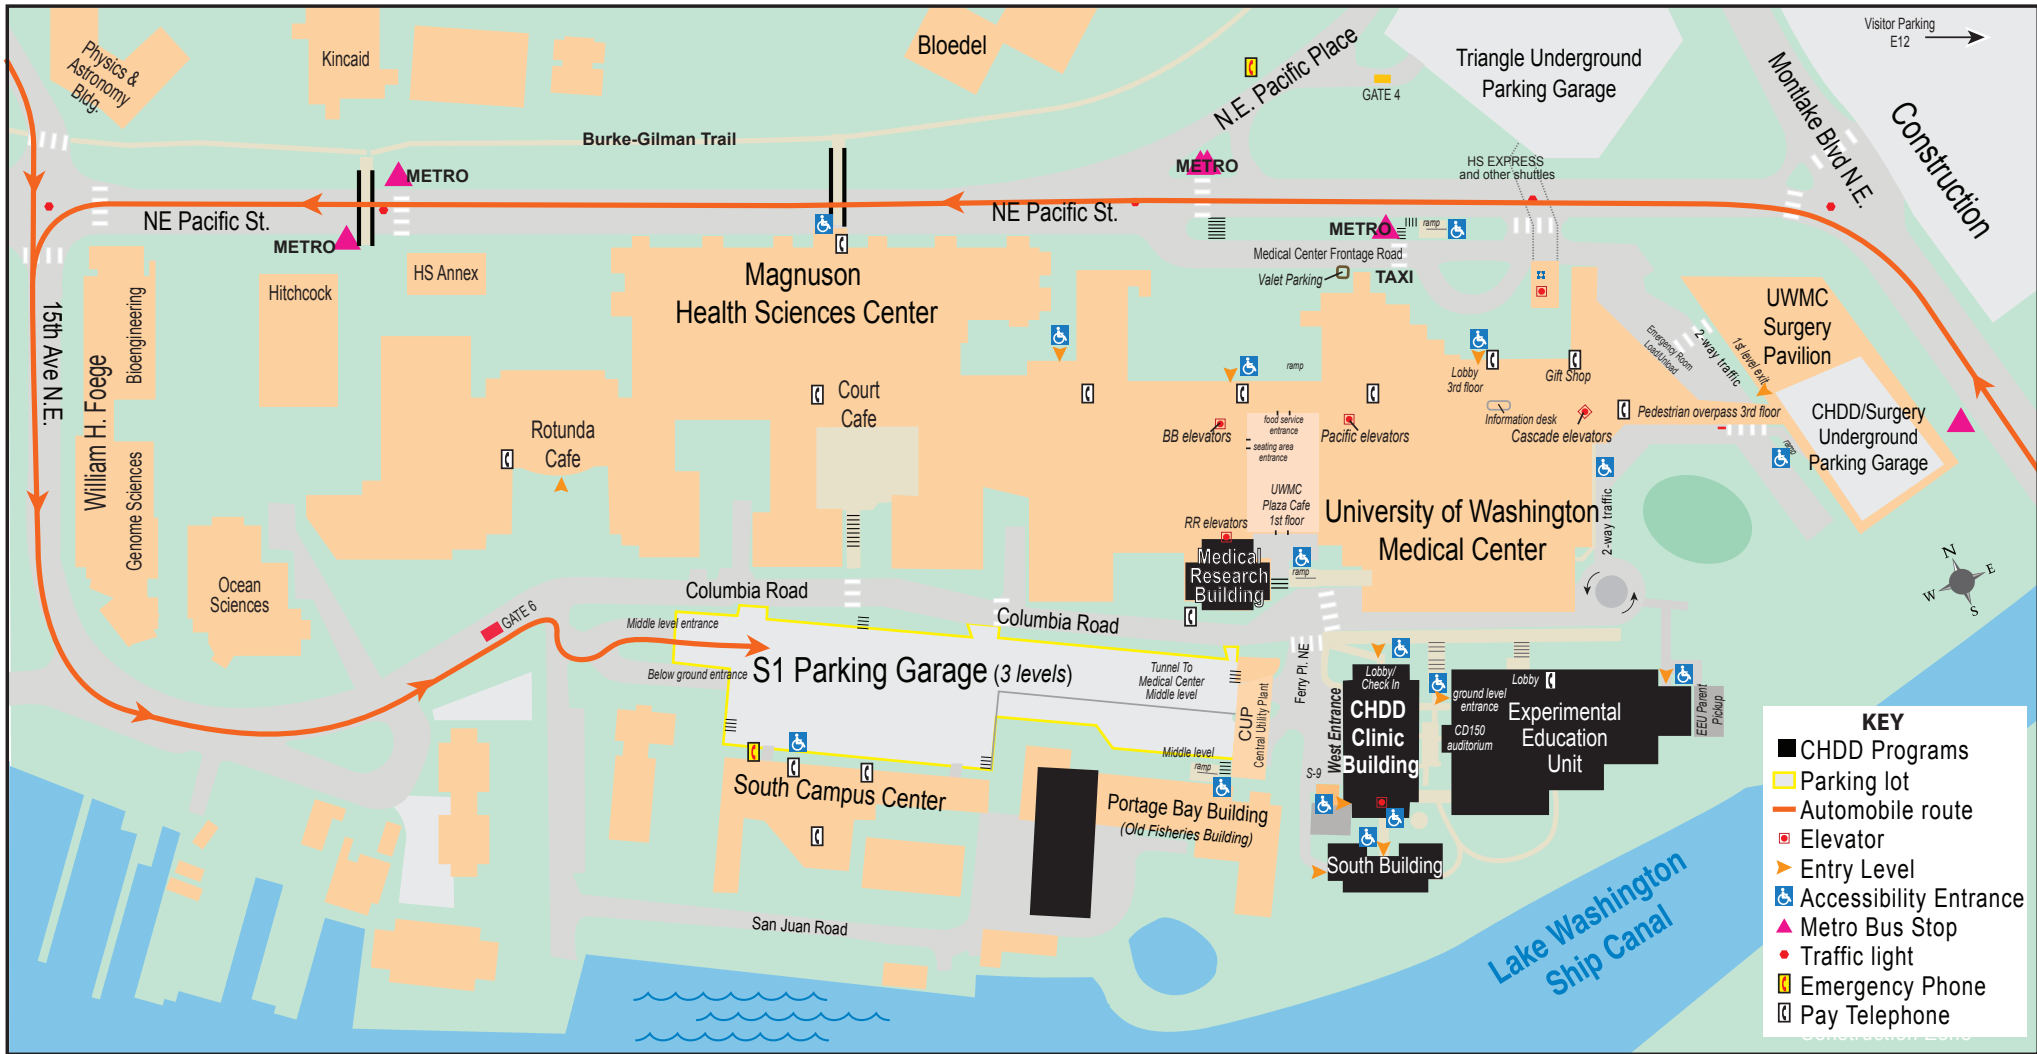 Visitor Parking
E12
Physics &
Astronomy
Bldg.
Kincaid
Bloedel
N.E. Pacific Place
GATE 4
Triangle Underground
Parking Garage
Montlake Blvd N.E.
Construction
Burke-Gilman Trail
METRO
METRO
HS EXPRESS
and other shuttles
NE Pacific St.
METRO
NE Pacific St.
METRO
ramp
Medical Center Frontage Road
Valet Parking
TAXI
HS Annex
Hitchcock
Magnuson
Health Sciences Center
15th Ave N.E.
William H. Foege
Bioengineering
Genome Sciences
UWMC
Surgery
Pavilion
Emergency Room
Load/Unload
2-way traffic
1st level exit
ramp
Lobby
3rd floor
Gift Shop
Court
Cafe
Rotunda
Cafe
BB elevators
food service
entrance
seating area
entrance
Pacific elevators
Information desk
Cascade elevators
Pedestrian overpass 3rd floor
CHDD/Surgery
Underground
Parking Garage
ramp
UWMC
Plaza Cafe
1st floor
University of Washington
Medical Center
2-way traffic
RR elevators
Medical
Research
Building
ramp
N
E
W
S
Ocean
Sciences
Columbia Road
GATE 6
Middle level entrance
Columbia Road
Below ground entrance
S1 Parking Garage (3 levels)
Tunnel To
Medical Center
Middle level
Ferry Pl. NE
CUP
Central Utility Plant
West Entrance
Lobby/
Check In
CHDD
Clinic
Building
ground level
entrance
CD150
auditorium
Lobby
Experimental
Education
Unit
EEU Parent
Pickup
Middle level
ramp
S-9
South Campus Center
Portage Bay Building
(Old Fisheries Building)
South Building
San Juan Road
Lake Washington
Ship Canal
KEY
CHDD Programs
Parking lot
Automobile route
Elevator
Entry Level
Accessibility Entrance
Metro Bus Stop
Traffic light
Emergency Phone
Pay Telephone
Construction Zone